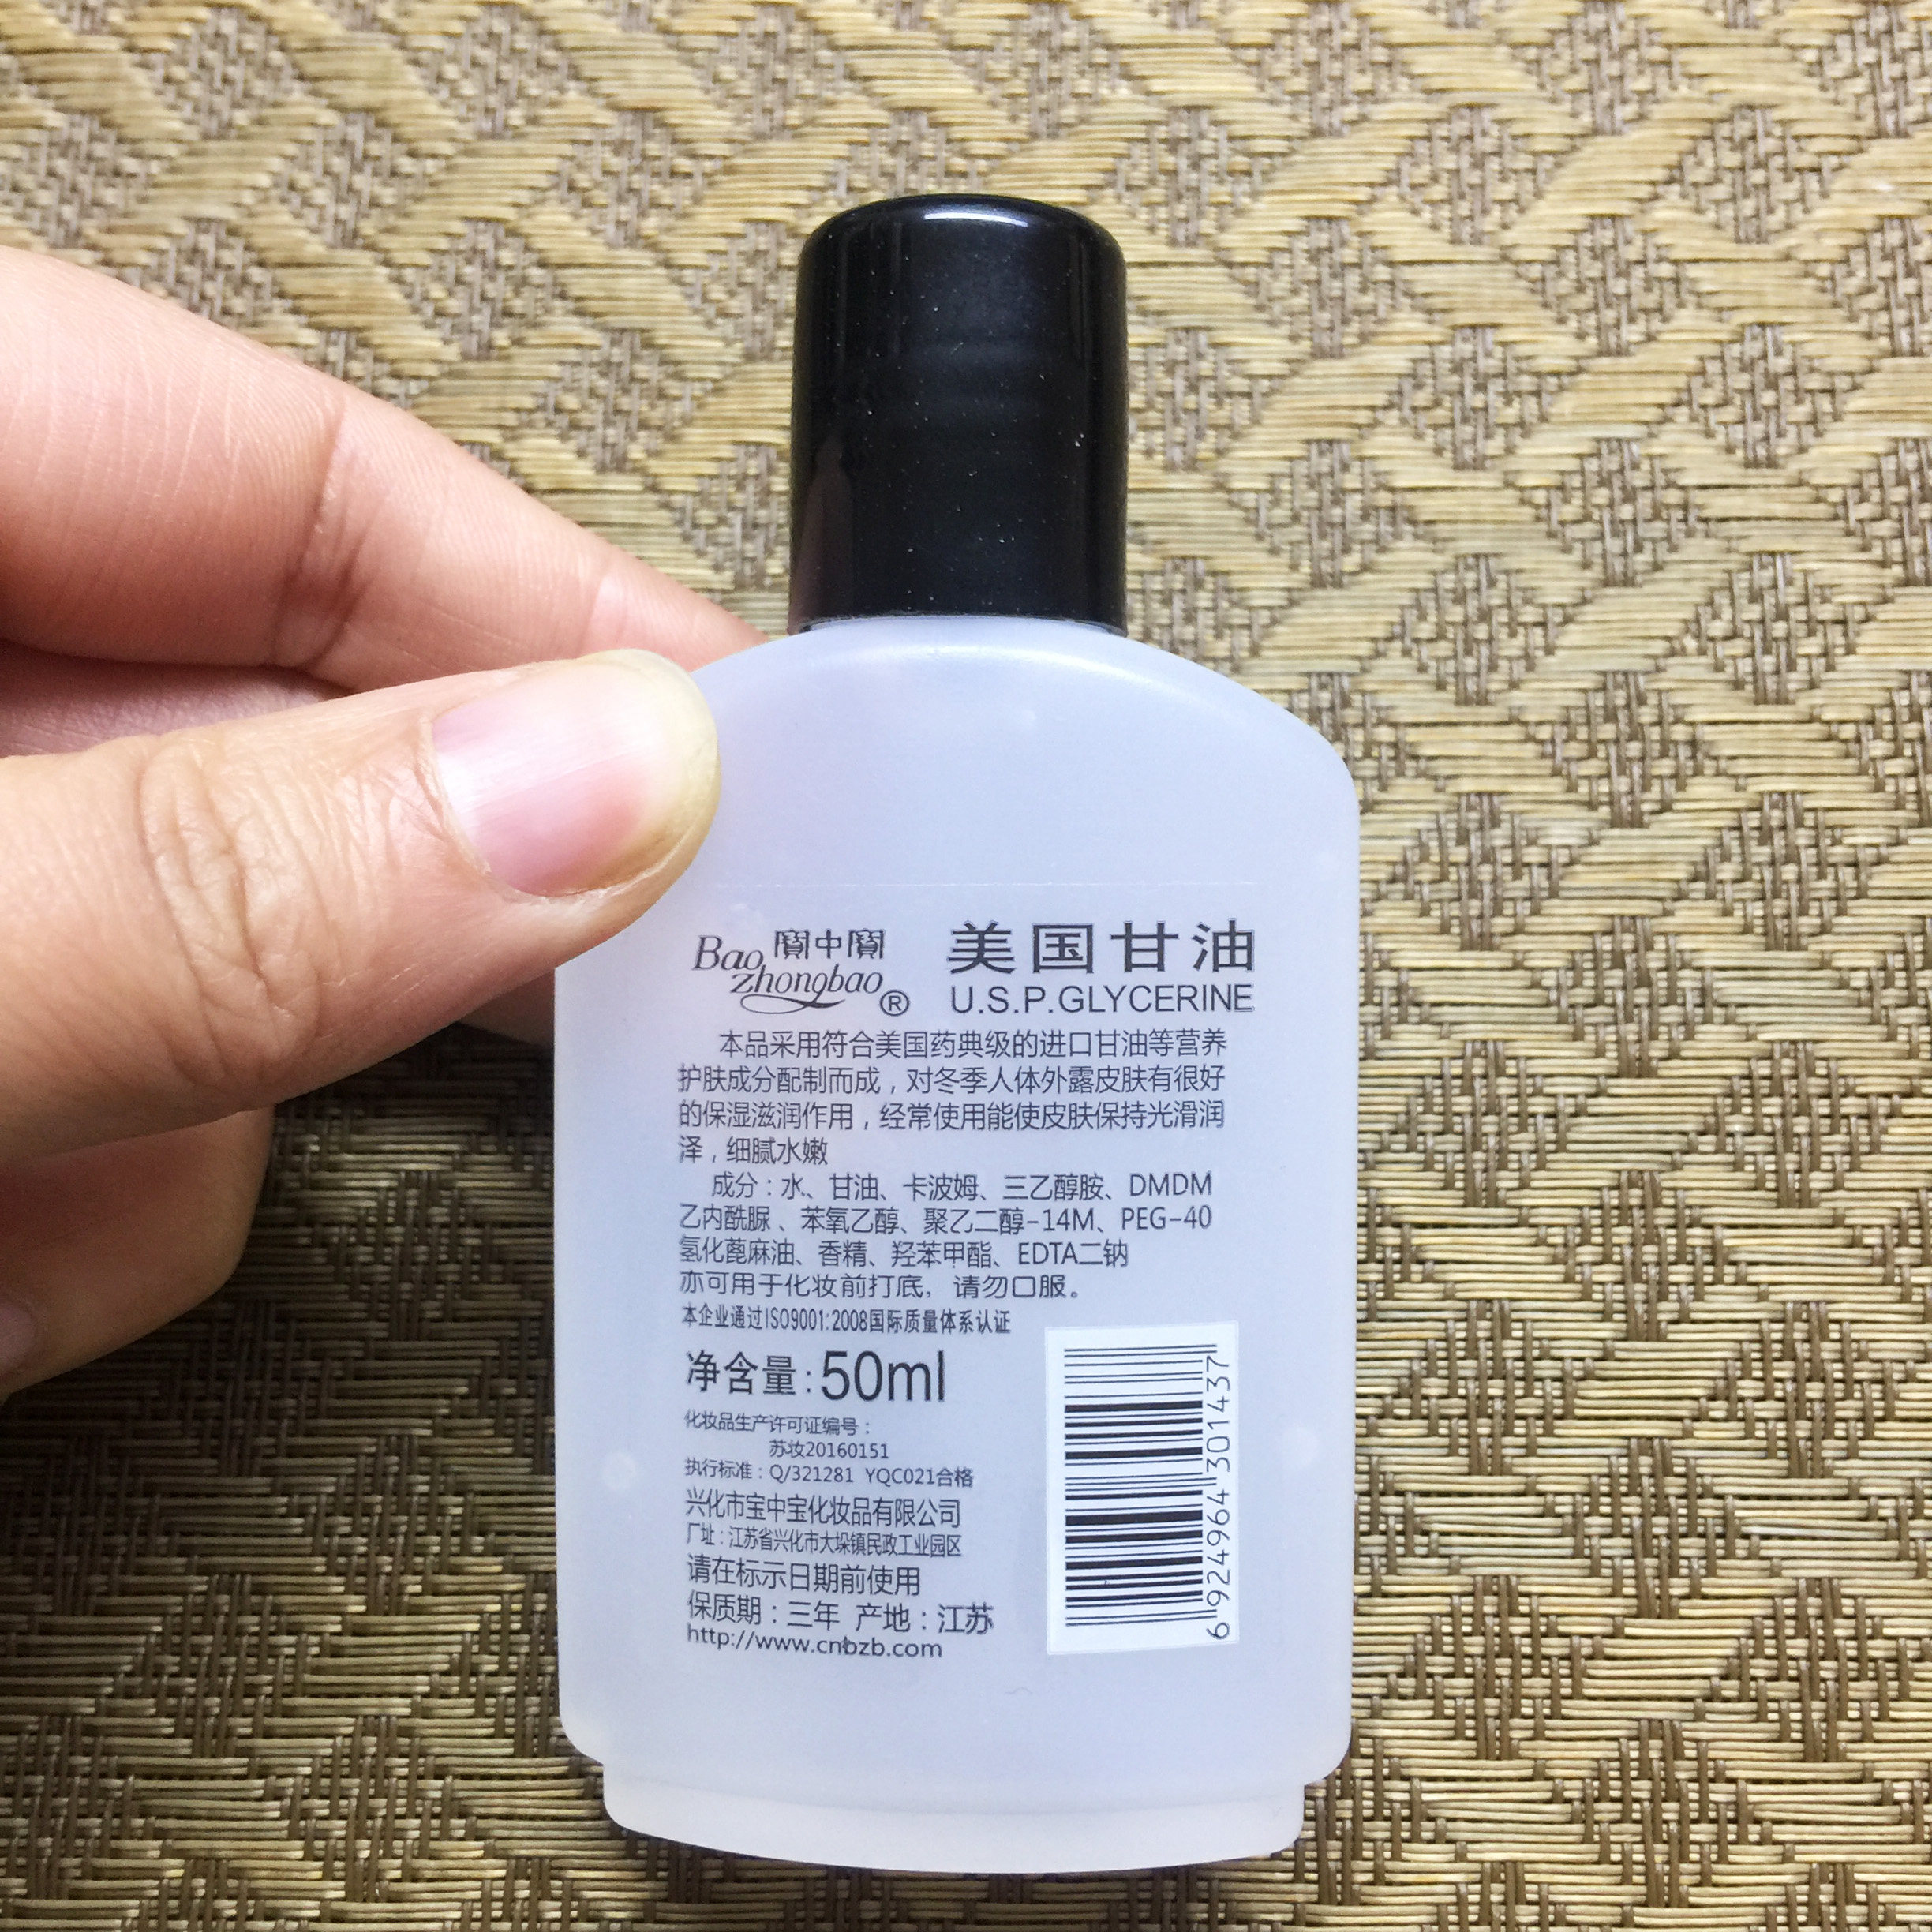 Bao 寶中寶
zhongbao ®
美国甘油
U.S.P.GLYCERINE
本品采用符合美国药典级的进口甘油等营养
护肤成分配制而成，对冬季人体外露皮肤有很好
的保湿滋润作用，经常使用能使皮肤保持光滑润
泽，细腻水嫩
成分：水、甘油、卡波姆、三乙醇胺、DMDM
乙内酰脲、苯氧乙醇、聚乙二醇-14M、PEG-40
氢化蓖麻油、香精、羟苯甲酯、EDTA二钠
亦可用于化妆前打底，请勿口服。
本企业通过ISO9001:2008国际质量体系认证
净含量:50ml
化妆品生产许可证编号：
苏妆20160151
执行标准：Q/321281 YQC021合格
兴化市宝中宝化妆品有限公司
厂址：江苏省兴化市大垛镇民政工业园区
请在标示日期前使用
保质期：三年 产地：江苏
http://www.cnbzb.com
6924964301437